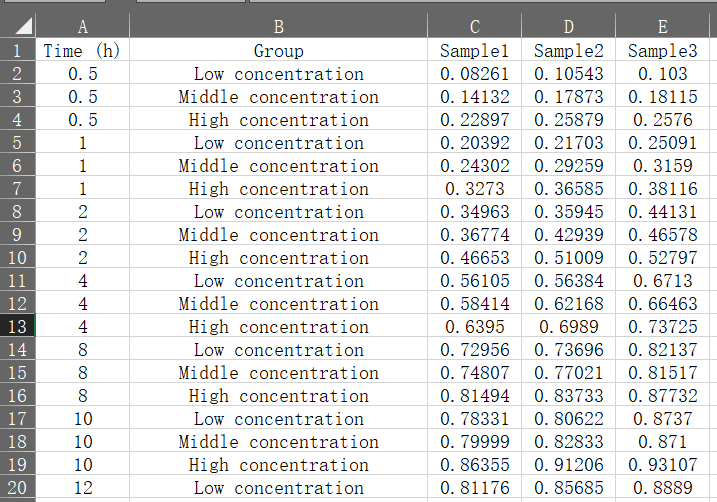 A B C D E
1 Time (h) Group Sample1 Sample2 Sample3
2 0.5 Low concentration 0.08261 0.10543 0.103
3 0.5 Middle concentration 0.14132 0.17873 0.18115
4 0.5 High concentration 0.22897 0.25879 0.2576
5 1 Low concentration 0.20392 0.21703 0.25091
6 1 Middle concentration 0.24302 0.29259 0.3159
7 1 High concentration 0.3273 0.36585 0.38116
8 2 Low concentration 0.34963 0.35945 0.44131
9 2 Middle concentration 0.36774 0.42939 0.46578
10 2 High concentration 0.46653 0.51009 0.52797
11 4 Low concentration 0.56105 0.56384 0.6713
12 4 Middle concentration 0.58414 0.62168 0.66463
13 4 High concentration 0.6395 0.6989 0.73725
14 8 Low concentration 0.72956 0.73696 0.82137
15 8 Middle concentration 0.74807 0.77021 0.81517
16 8 High concentration 0.81494 0.83733 0.87732
17 10 Low concentration 0.78331 0.80622 0.8737
18 10 Middle concentration 0.79999 0.82833 0.871
19 10 High concentration 0.86355 0.91206 0.93107
20 12 Low concentration 0.81176 0.85685 0.8889